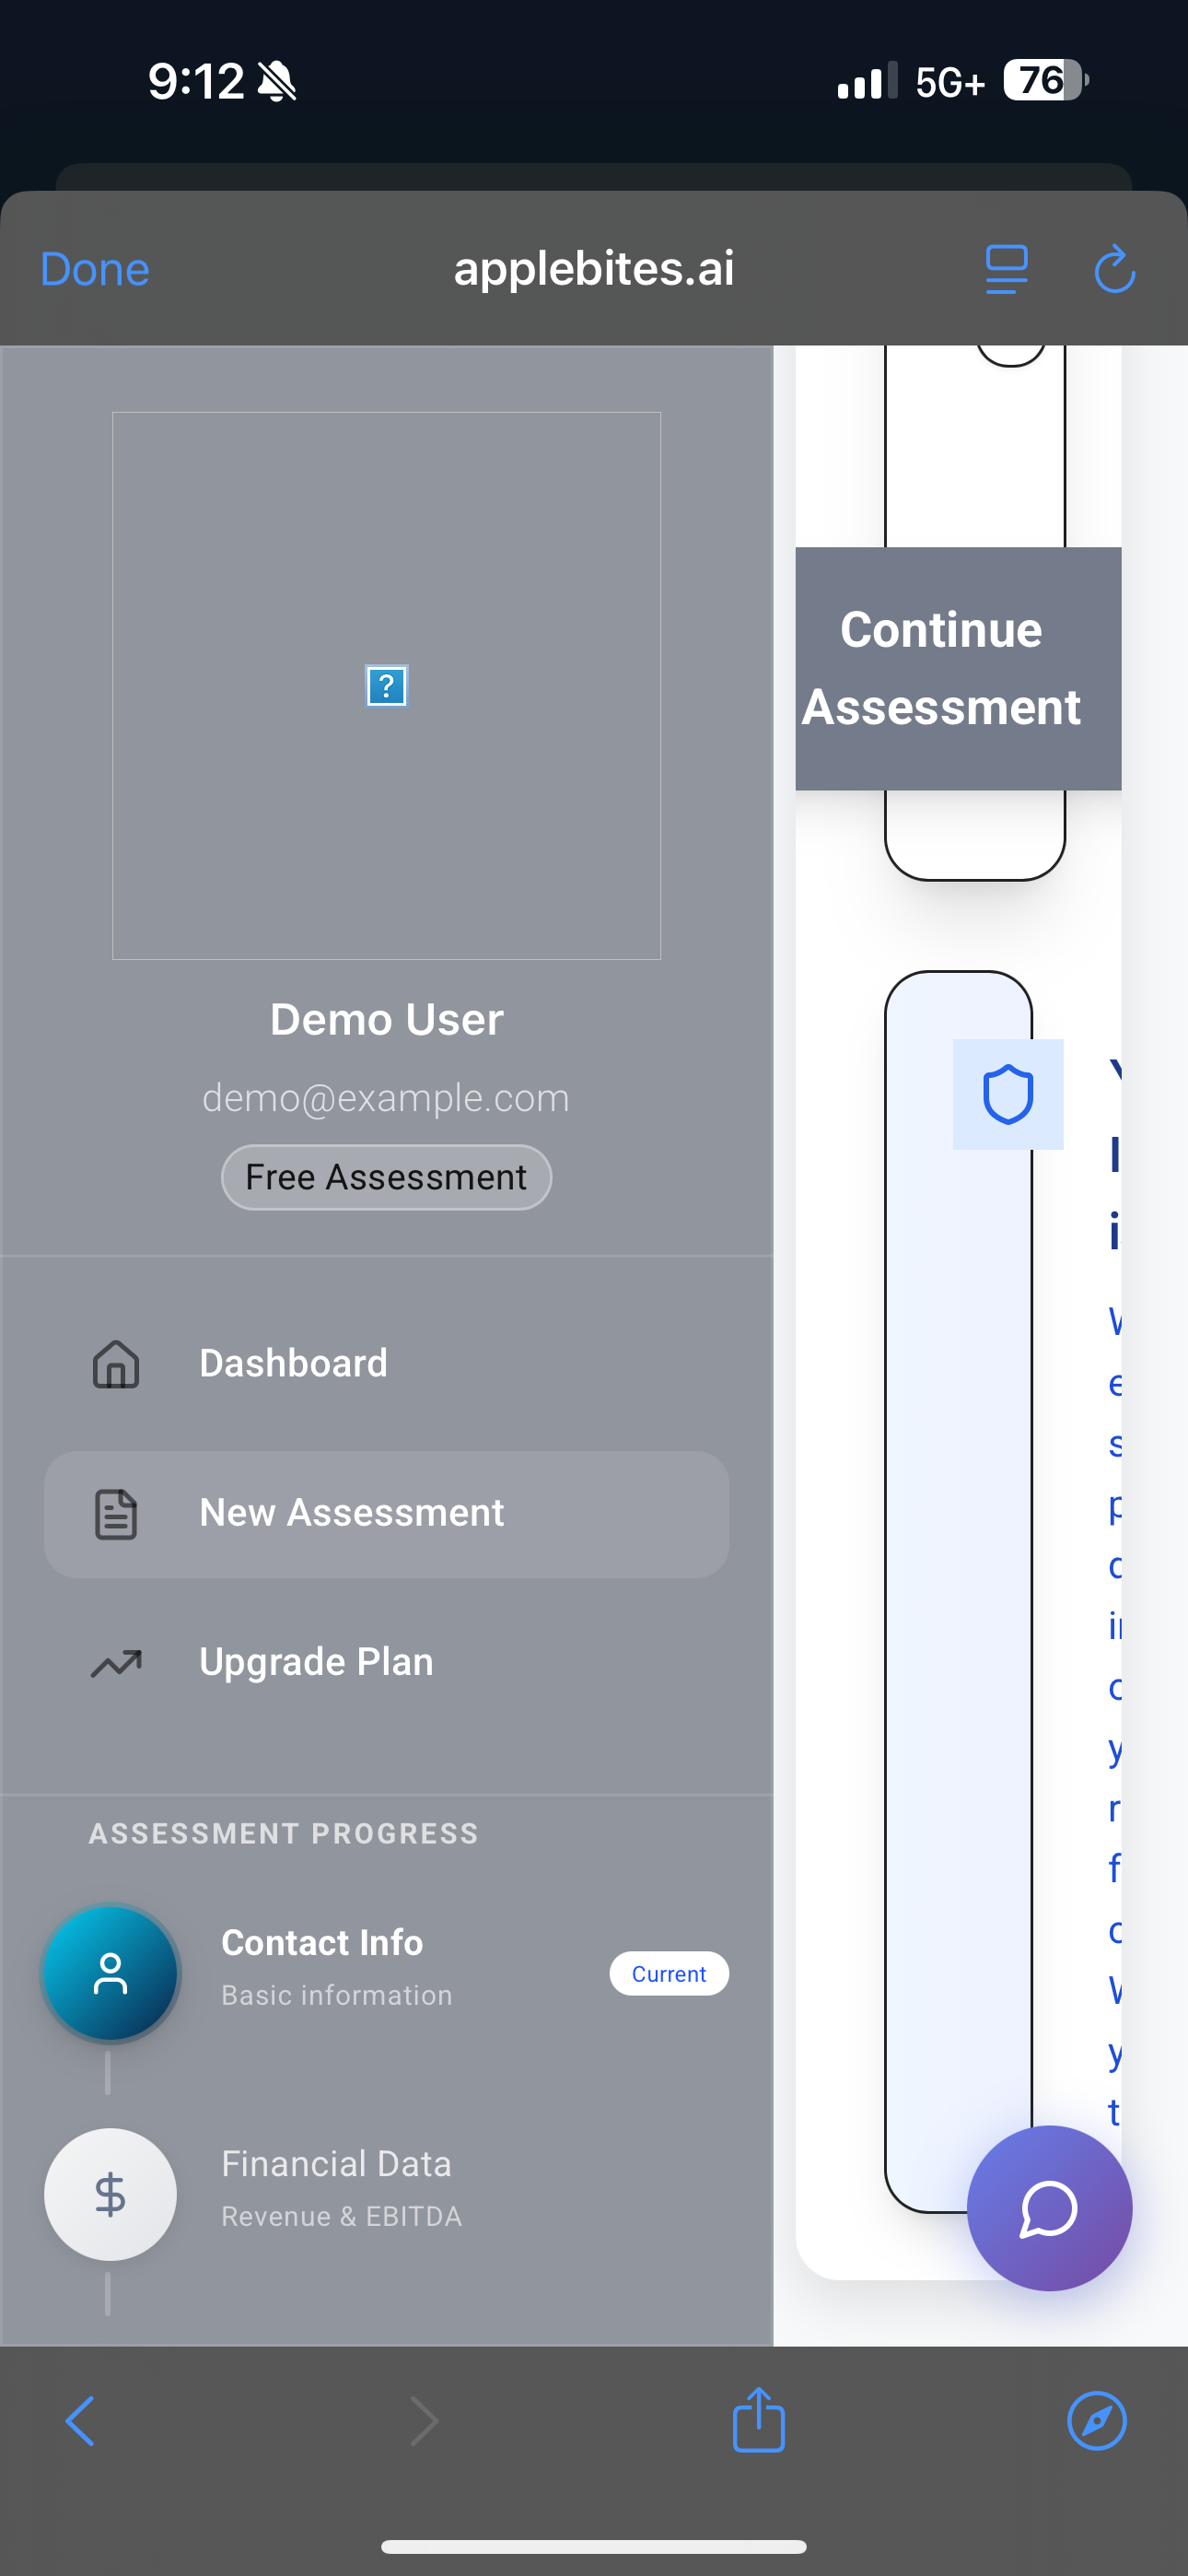 9:12
5G+
76
Done
applebites.ai
Continue
Assessment
?
Demo User
demo@example.com
Free Assessment
Dashboard
New Assessment
Upgrade Plan
ASSESSMENT PROGRESS
Contact Info
Basic information
Current
$
Financial Data
Revenue & EBITDA